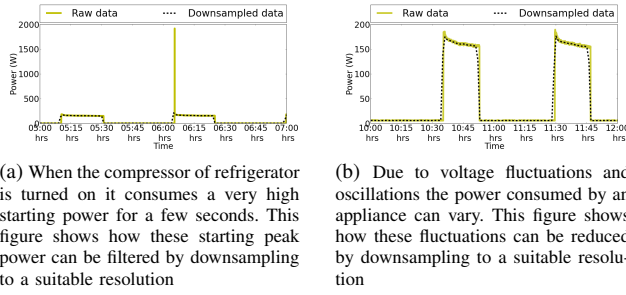 Raw data Downsampled data
2000
1500
1000
500
0
Power (W)
05:00 05:15 05:30 05:45 06:00 06:15 06:30 06:45 07:00
hrs hrs hrs hrs hrs hrs hrs hrs hrs
Time
(a) When the compressor of refrigerator
is turned on it consumes a very high
starting power for a few seconds. This
figure shows how these starting peak
power can be filtered by downsampling
to a suitable resolution
Raw data Downsampled data
2000
1500
1000
500
0
Power (W)
10:00 10:15 10:30 10:45 11:00 11:15 11:30 11:45 12:00
hrs hrs hrs hrs hrs hrs hrs hrs hrs
Time
(b) Due to voltage fluctuations and
oscillations the power consumed by an
appliance can vary. This figure shows
how these fluctuations can be reduced
by downsampling to a suitable resolu-
tion